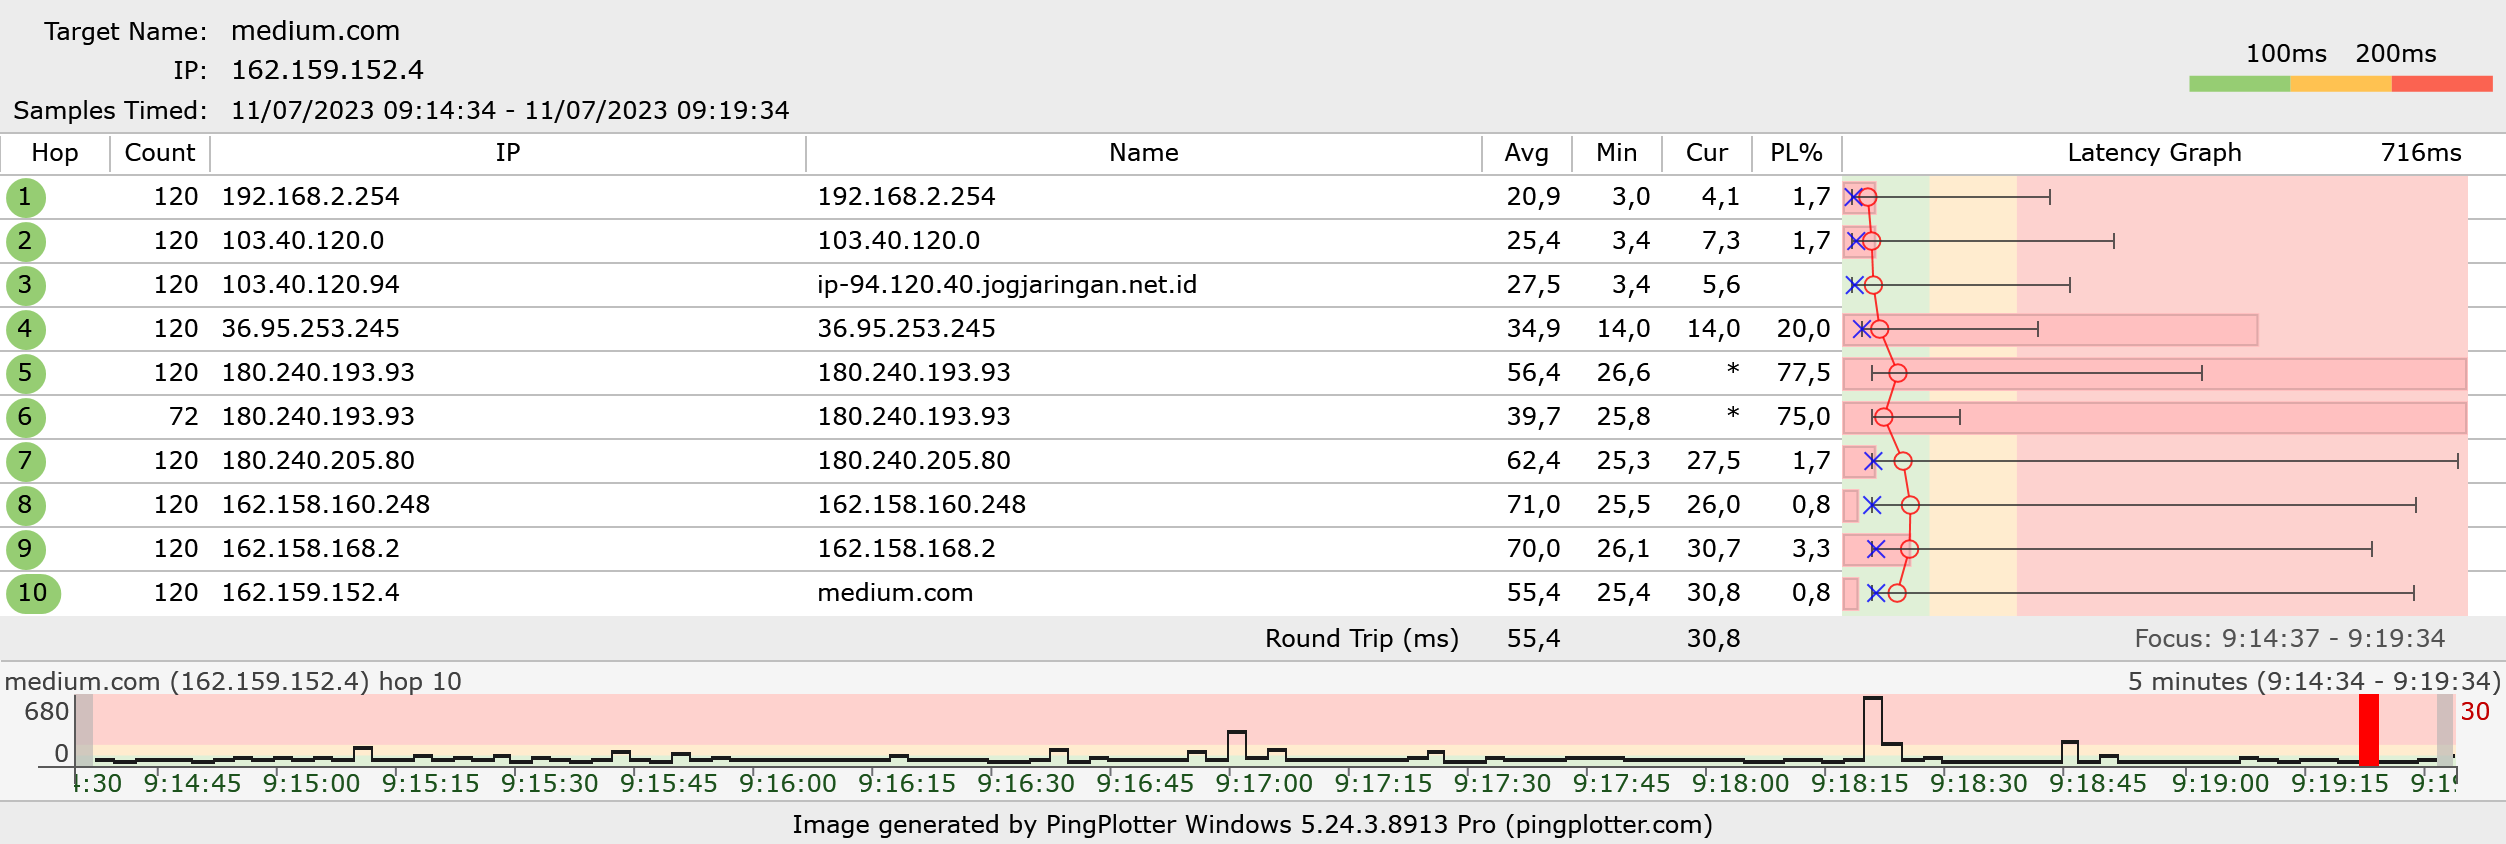 Target Name: medium.com
IP: 162.159.152.4
Samples Timed: 11/07/2023 09:14:34 - 11/07/2023 09:19:34
100ms 200ms
Hop Count IP Name Avg Min Cur PL% Latency Graph 716ms
1 120 192.168.2.254 192.168.2.254 20,9 3,0 4,1 1,7
2 120 103.40.120.0 103.40.120.0 25,4 3,4 7,3 1,7
3 120 103.40.120.94 ip-94.120.40.jogjaringan.net.id 27,5 3,4 5,6
4 120 36.95.253.245 36.95.253.245 34,9 14,0 14,0 20,0
5 120 180.240.193.93 180.240.193.93 56,4 26,6 * 77,5
6 72 180.240.193.93 180.240.193.93 39,7 25,8 * 75,0
7 120 180.240.205.80 180.240.205.80 62,4 25,3 27,5 1,7
8 120 162.158.160.248 162.158.160.248 71,0 25,5 26,0 0,8
9 120 162.158.168.2 162.158.168.2 70,0 26,1 30,7 3,3
10 120 162.159.152.4 medium.com 55,4 25,4 30,8 0,8
Round Trip (ms) 55,4 30,8 Focus: 9:14:37 - 9:19:34
medium.com (162.159.152.4) hop 10 5 minutes (9:14:34 - 9:19:34)
680 30
0
4:30 9:14:45 9:15:00 9:15:15 9:15:30 9:15:45 9:16:00 9:16:15 9:16:30 9:16:45 9:17:00 9:17:15 9:17:30 9:17:45 9:18:00 9:18:15 9:18:30 9:18:45 9:19:00 9:19:15
Image generated by PingPlotter Windows 5.24.3.8913 Pro (pingplotter.com)